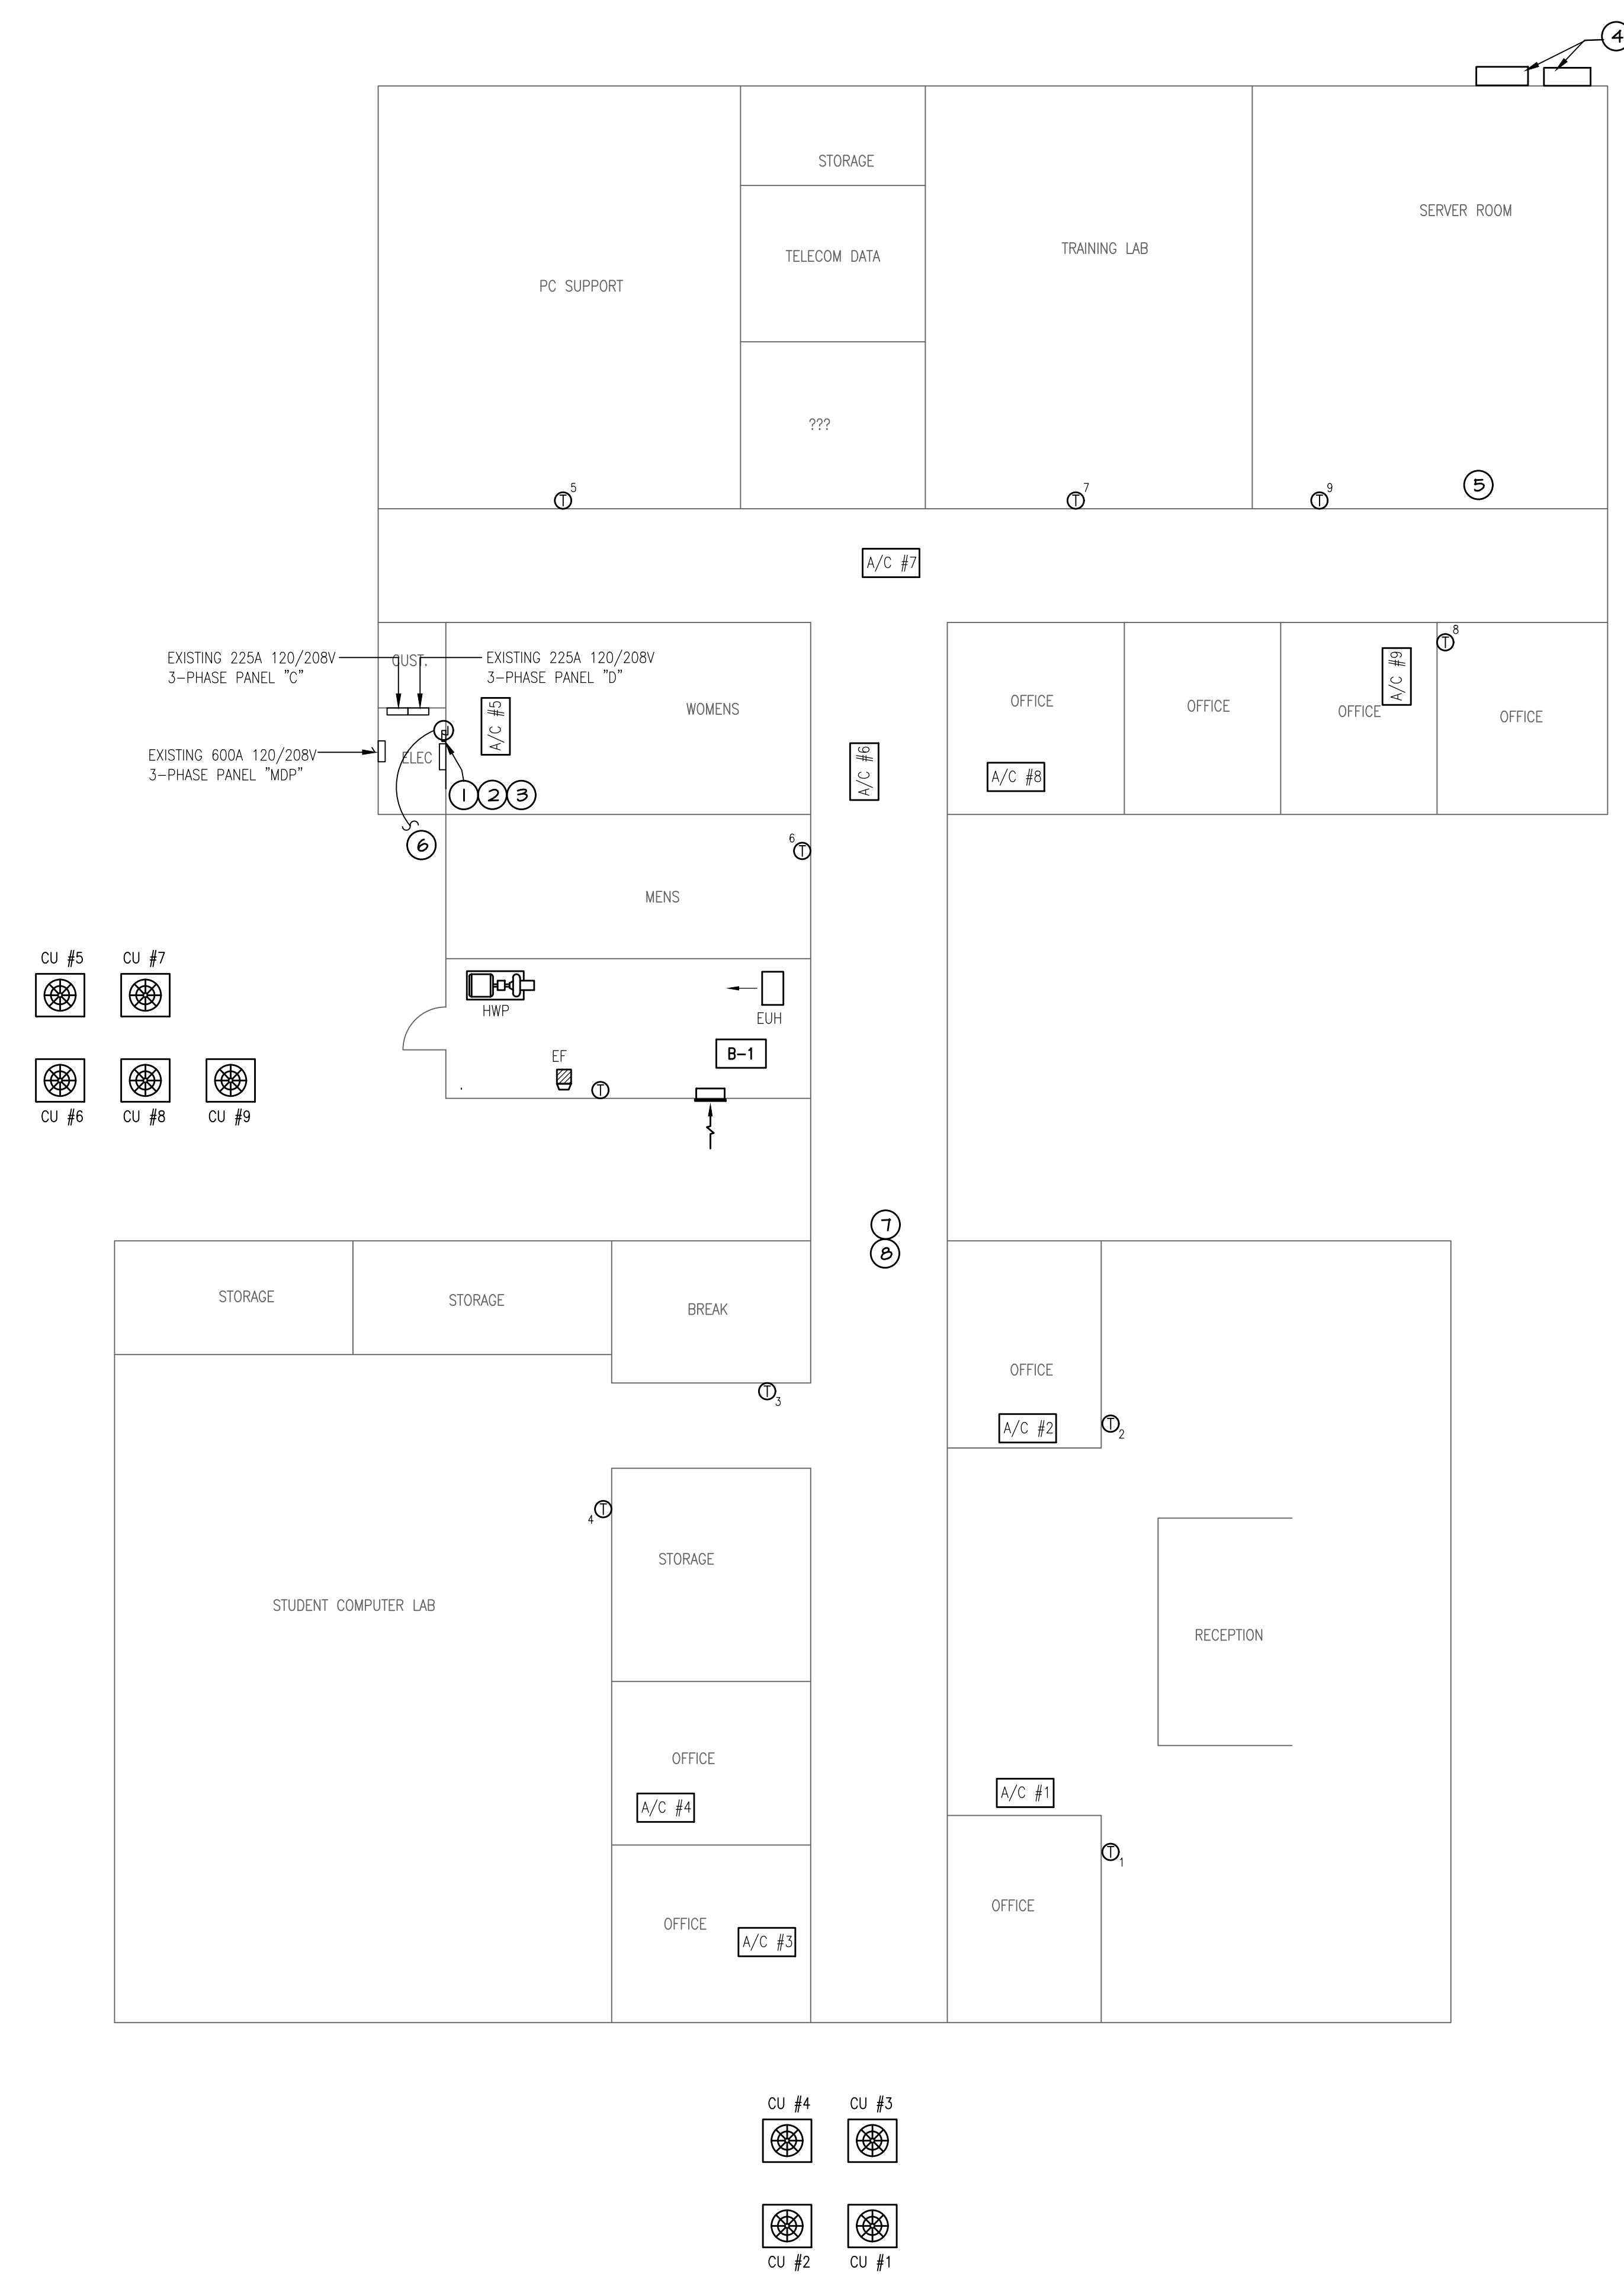 4
STORAGE
SERVER ROOM
TRAINING LAB
TELECOM DATA
PC SUPPORT
???
5
T
7
T
9
T
5
A/C #7
EXISTING 225A 120/208V
3-PHASE PANEL "C"
CUST.
EXISTING 225A 120/208V
3-PHASE PANEL "D"
8
T
A/C #9
OFFICE
OFFICE
OFFICE
OFFICE
WOMENS
A/C #5
J
EXISTING 600A 120/208V
3-PHASE PANEL "MDP"
ELEC
A/C #6
A/C #8
1
2
3
6
6
T
MENS
CU #5
CU #7
HWP
EUH
B-1
EF
T
CU #6
CU #8
CU #9
7
8
STORAGE
STORAGE
BREAK
OFFICE
T
3
A/C #2
T
2
T
4
STORAGE
STUDENT COMPUTER LAB
RECEPTION
OFFICE
A/C #4
A/C #1
T
1
OFFICE
OFFICE
A/C #3
CU #4
CU #3
CU #2
CU #1